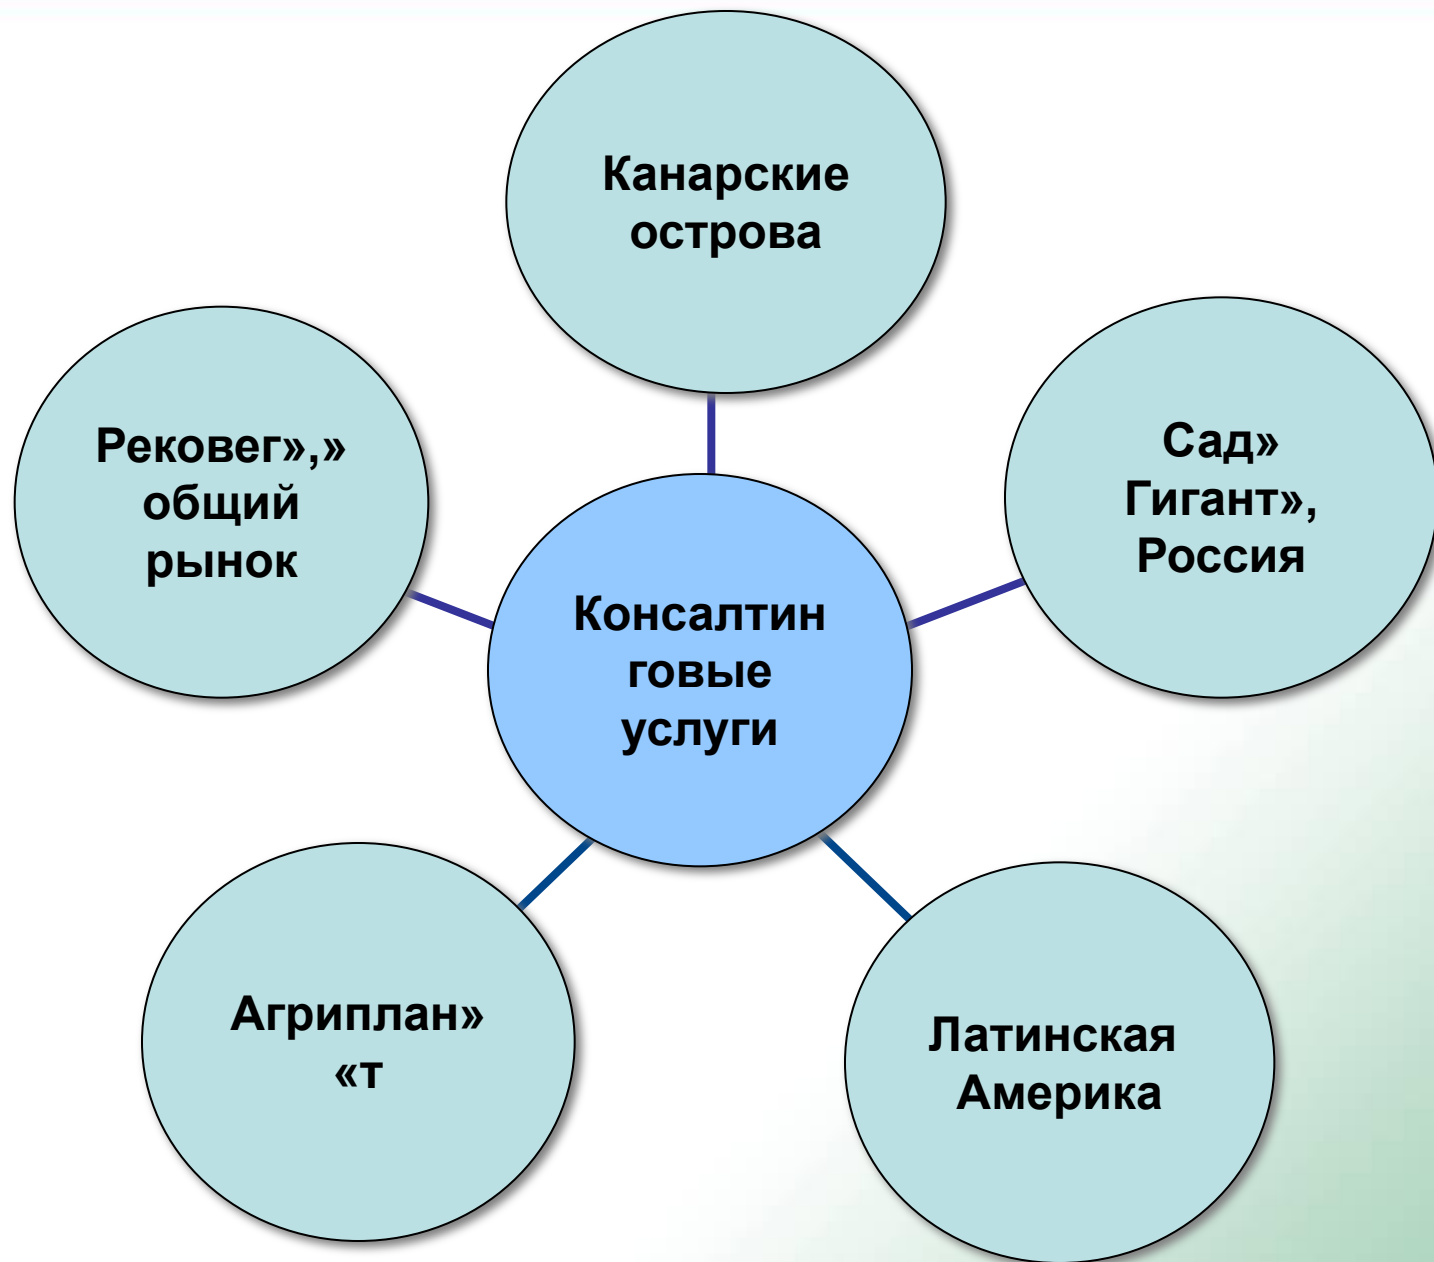 Канарские
острова
Рековег»,»
общий
рынок
Сад»
Гигант»,
Россия
Консалтин
говые
услуги
Агриплан»
«т
Латинская
Америка